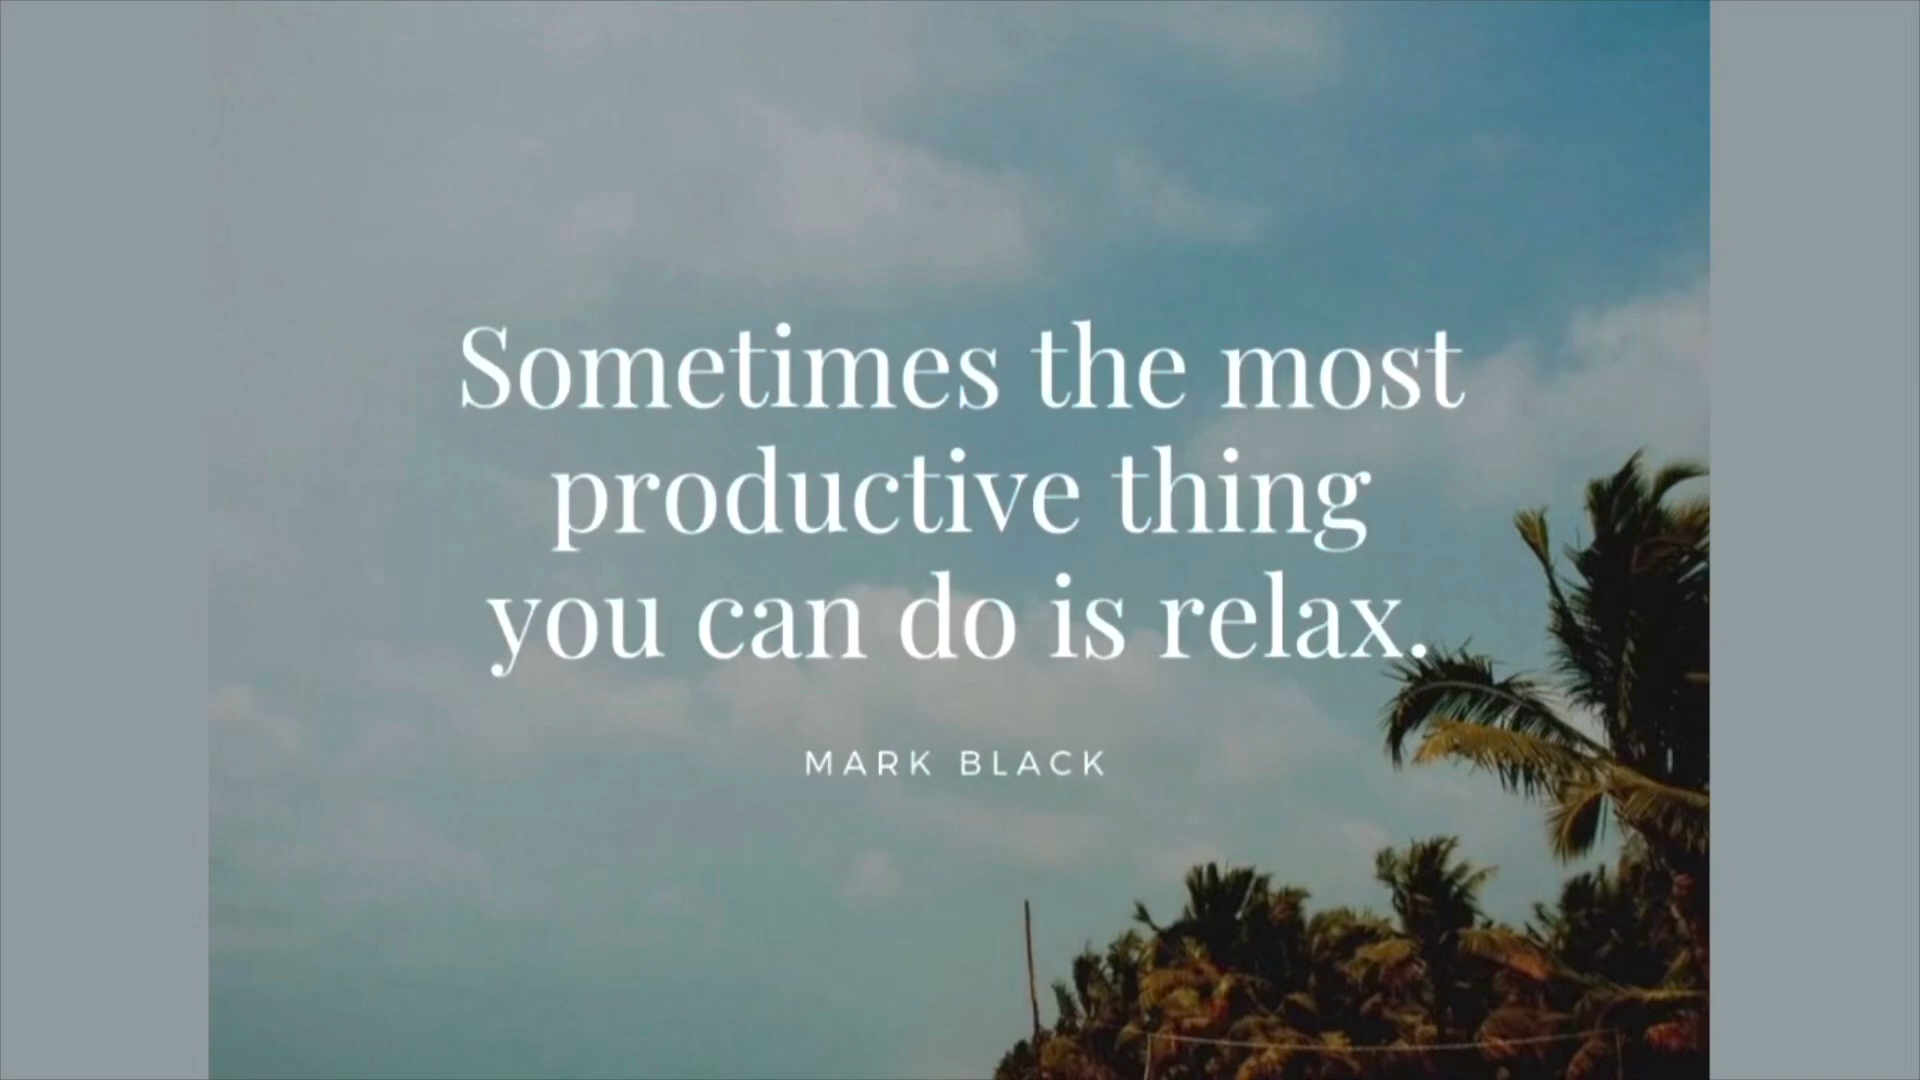 Sometimes the most
productive thing
you can do is relax.
MARK BLACK